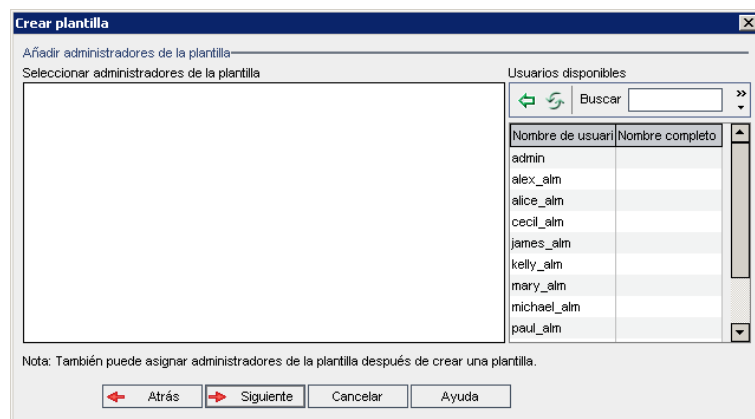 Crear plantilla
Añadir administradores de la plantilla
Seleccionar administradores de la plantilla
Usuarios disponibles
Buscar
Nombre de usuari Nombre completo
admin
alex_alm
alice_alm
cecil_alm
james_alm
kelly_alm
mary_alm
michael_alm
paul_alm
Nota: También puede asignar administradores de la plantilla después de crear una plantilla.
Atrás Siguiente Cancelar Ayuda